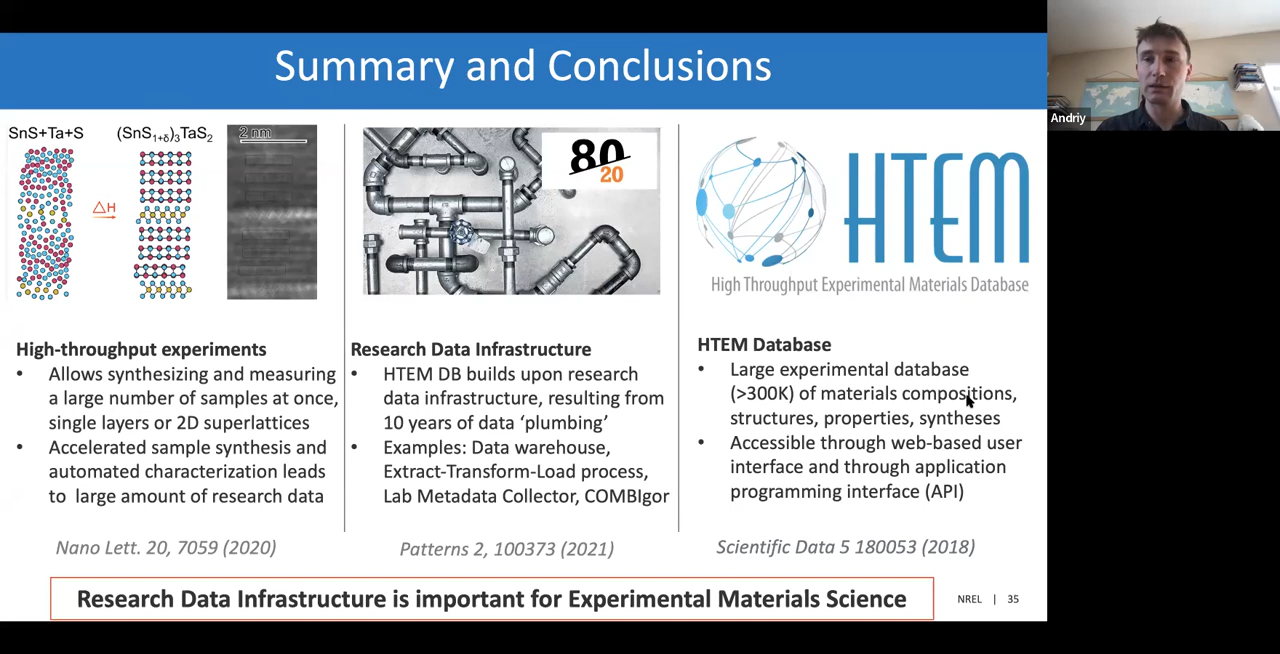 Summary and Conclusions
SnS+Ta+S
(SnS1+δ)3TaS2
2 nm
△H
80
20
HTEM
High Throughput Experimental Materials Database
Andriy
High-throughput experiments
• Allows synthesizing and measuring
a large number of samples at once,
single layers or 2D superlattices
• Accelerated sample synthesis and
automated characterization leads
to large amount of research data
Nano Lett. 20, 7059 (2020)
Research Data Infrastructure
• HTEM DB builds upon research
data infrastructure, resulting from
10 years of data ‘plumbing’
• Examples: Data warehouse,
Extract-Transform-Load process,
Lab Metadata Collector, COMBIgor
Patterns 2, 100373 (2021)
HTEM Database
• Large experimental database
(>300K) of materials compositions,
structures, properties, syntheses
• Accessible through web-based user
interface and through application
programming interface (API)
Scientific Data 5 180053 (2018)
Research Data Infrastructure is important for Experimental Materials Science
NREL | 35